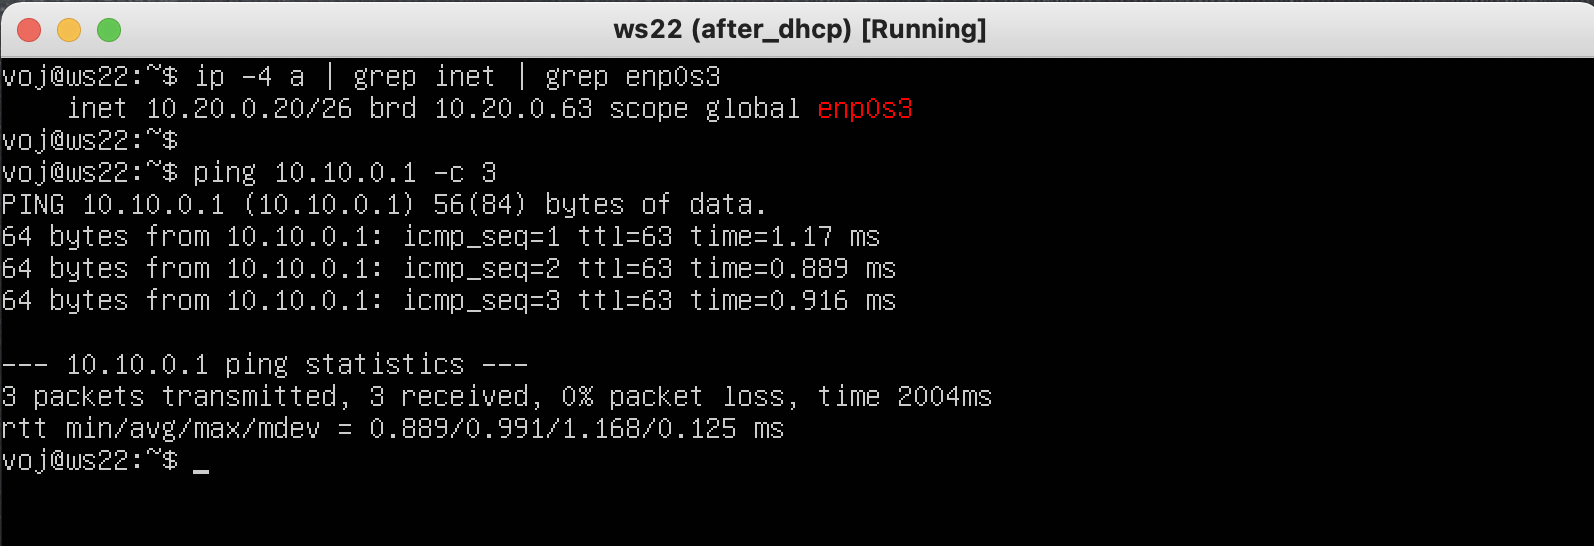 ws22 (after_dhcp) [Running]
voj@ws22:~$ ip -4 a | grep inet | grep enp0s3
    inet 10.20.0.20/26 brd 10.20.0.63 scope global enp0s3
voj@ws22:~$
voj@ws22:~$ ping 10.10.0.1 -c 3
PING 10.10.0.1 (10.10.0.1) 56(84) bytes of data.
64 bytes from 10.10.0.1: icmp_seq=1 ttl=63 time=1.17 ms
64 bytes from 10.10.0.1: icmp_seq=2 ttl=63 time=0.889 ms
64 bytes from 10.10.0.1: icmp_seq=3 ttl=63 time=0.916 ms
--- 10.10.0.1 ping statistics ---
3 packets transmitted, 3 received, 0% packet loss, time 2004ms
rtt min/avg/max/mdev = 0.889/0.991/1.168/0.125 ms
voj@ws22:~$ _